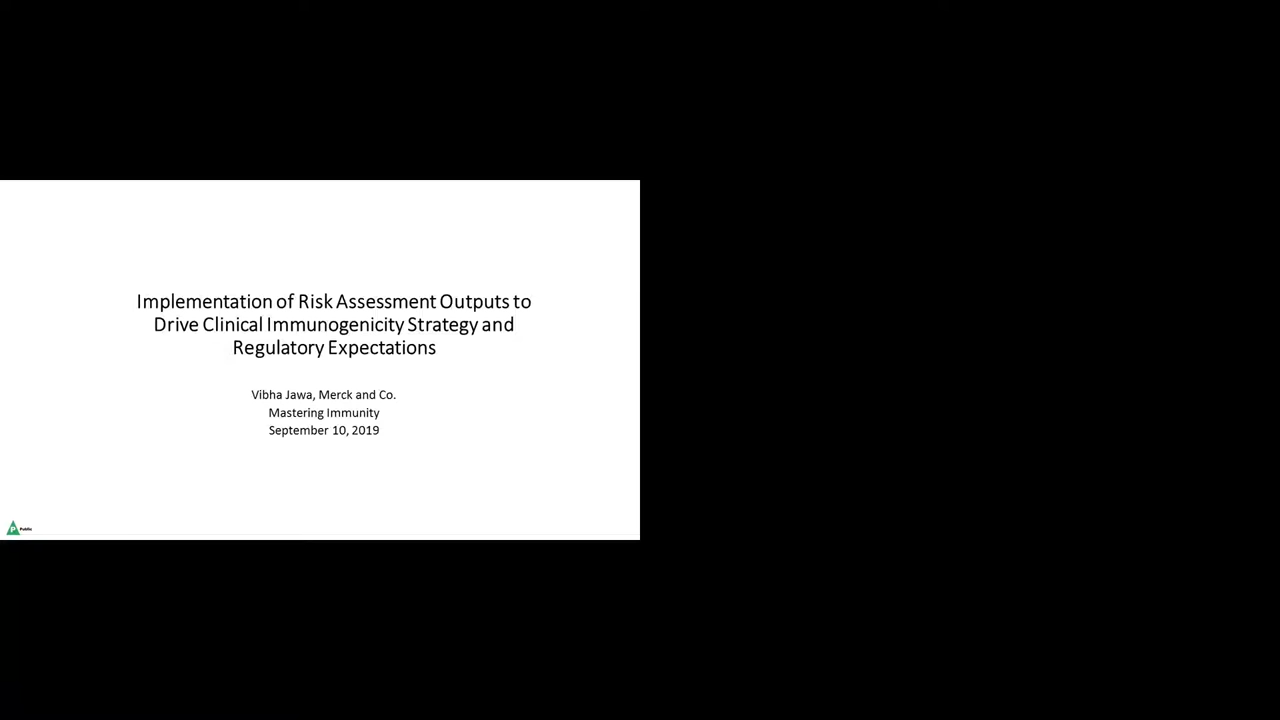 Implementation of Risk Assessment Outputs to
Drive Clinical Immunogenicity Strategy and
Regulatory Expectations
Vibha Jawa, Merck and Co.
Mastering Immunity
September 10, 2019
P Public